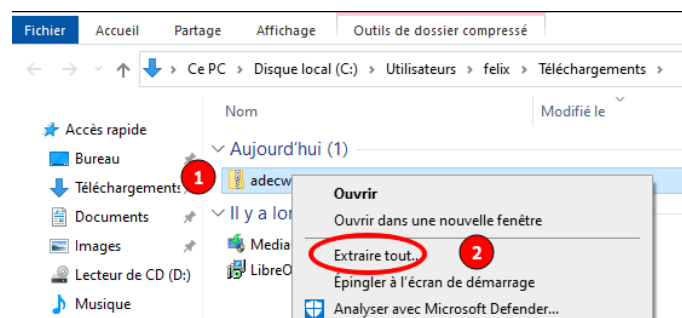 Fichier Accueil Partage Affichage Outils de dossier compressé
Ce PC > Disque local (C:) > Utilisateurs > felix > Téléchargements >
Nom Modifié le
Accès rapide
Aujourd'hui (1)
Bureau
1 adecw
Téléchargements
Ouvrir
Documents
Il y a lon
Ouvrir dans une nouvelle fenêtre
Images
Media
Extraire tout... 2
Lecteur de CD (D:)
LibreO
Épingler à l'écran de démarrage
Musique
Analyser avec Microsoft Defender...